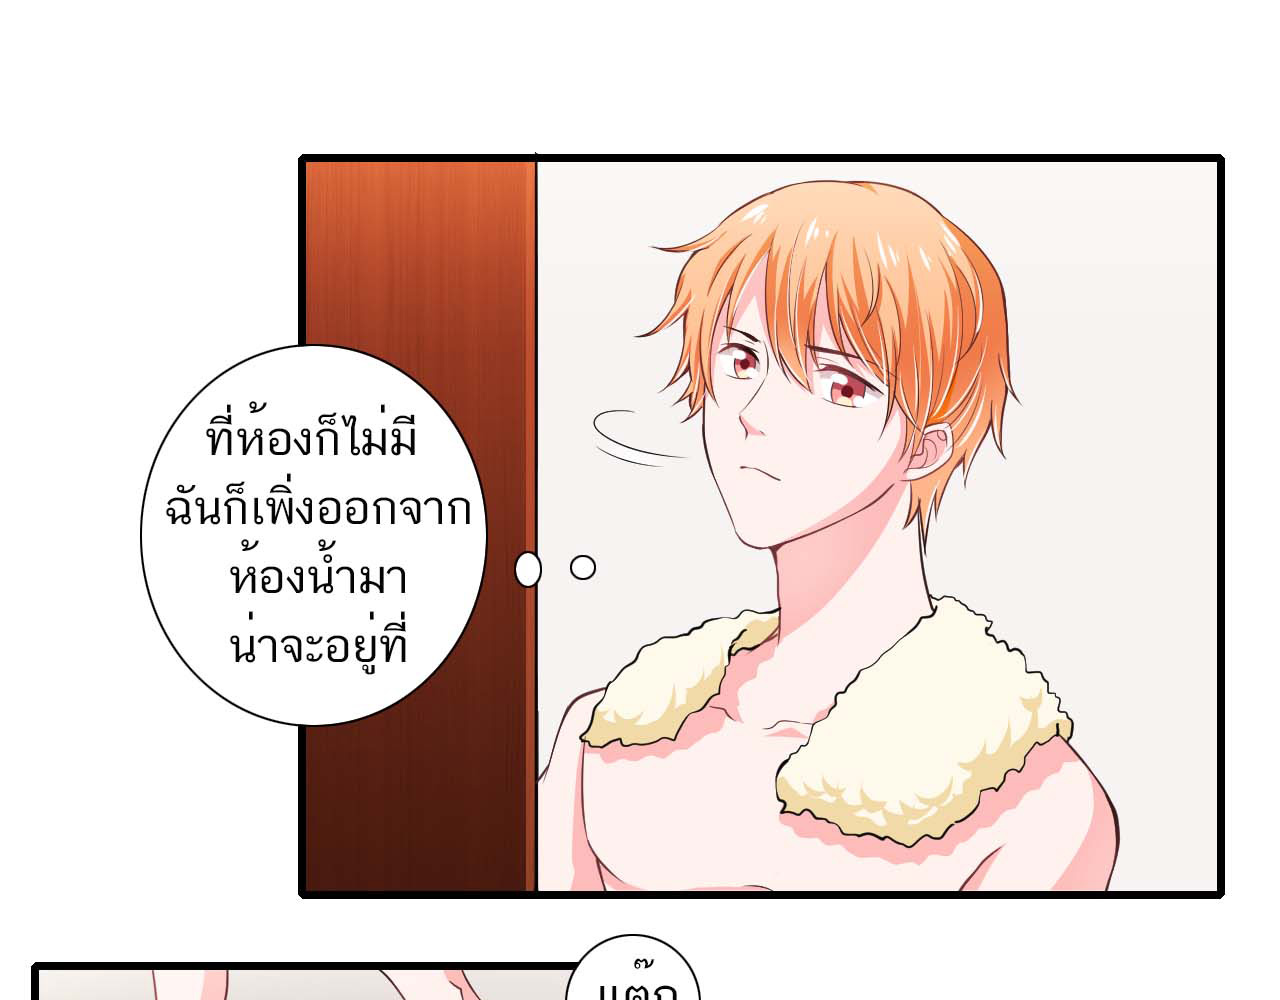 ที่ห้องก็ไม่มี
ฉันก็เพิ่งออกจาก
ห้องน้ำมา
น่าจะอยู่ที่
แต๊ก